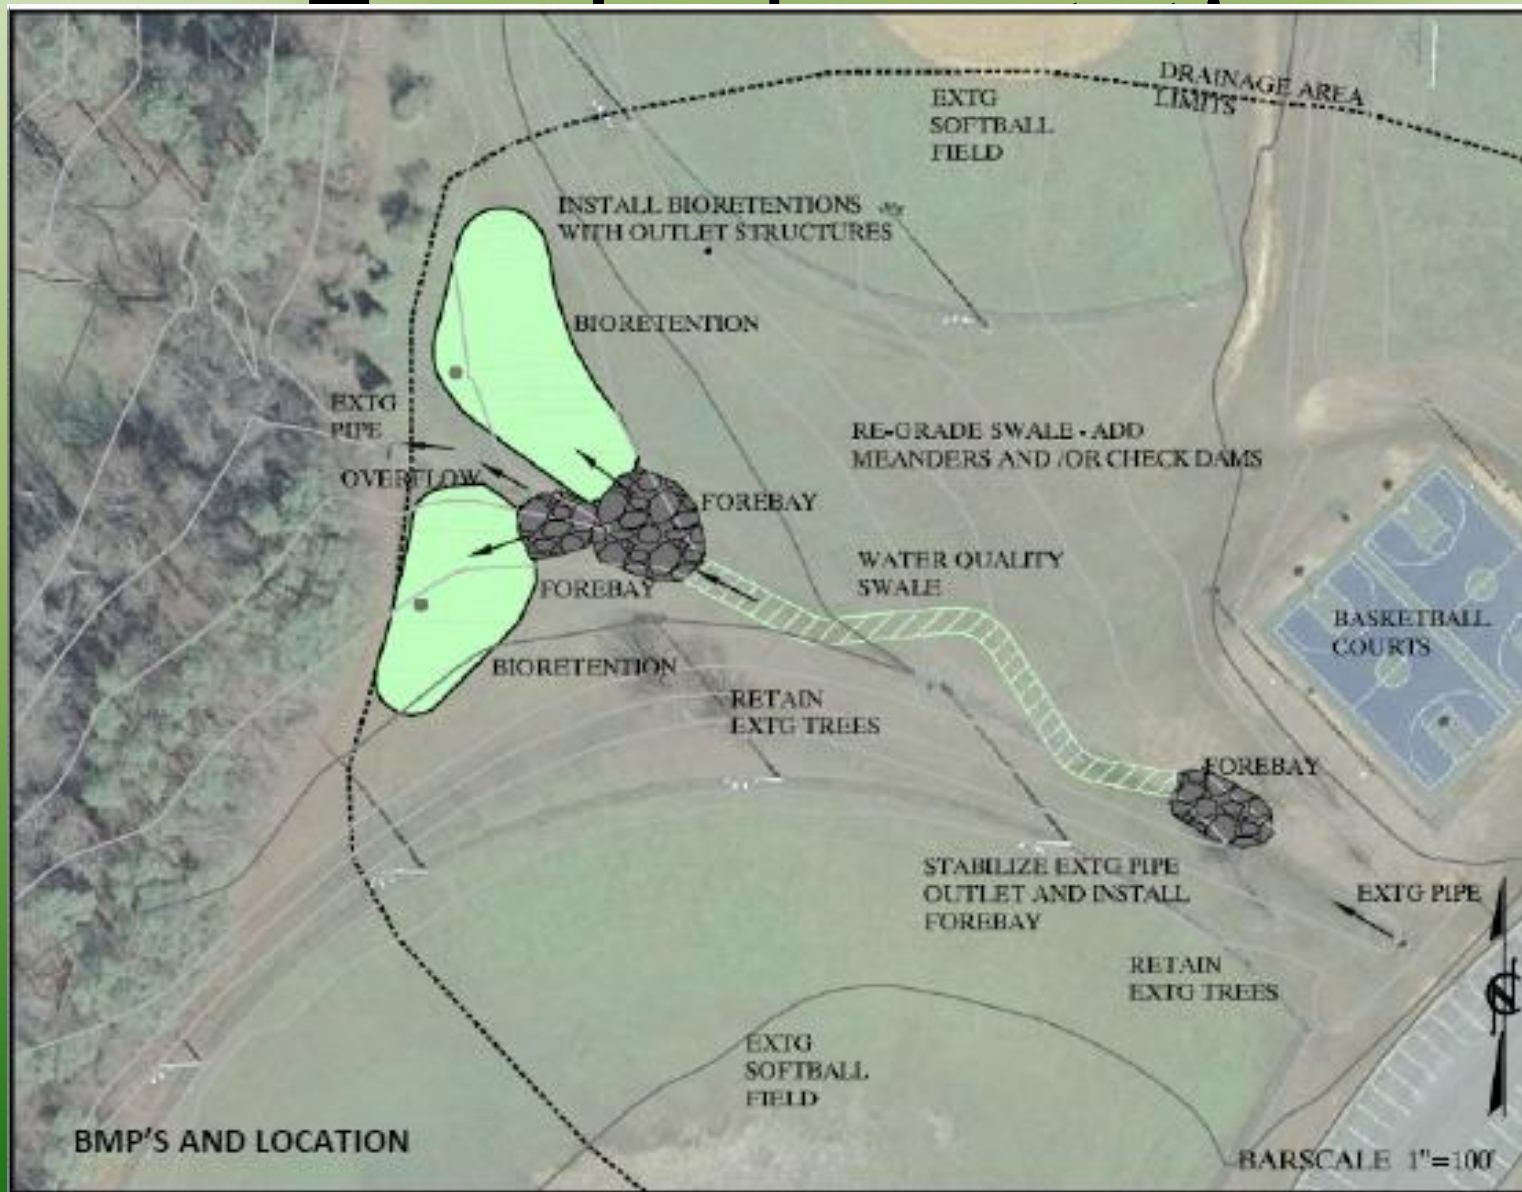 DRAINAGE AREA
LIMITS
EXTG
SOFTBALL
FIELD
INSTALL BIORETENTIONS
WITH OUTLET STRUCTURES
BIORETENTION
EXTG
PIPE
RE-GRADE SWALE - ADD
MEANDERS AND /OR CHECK DAMS
OVERFLOW
FOREBAY
WATER QUALITY
SWALE
FOREBAY
BASKETBALL
COURTS
BIORETENTION
RETAIN
EXTG TREES
FOREBAY
STABILIZE EXTG PIPE
OUTLET AND INSTALL
FOREBAY
EXTG PIPE
RETAIN
EXTG TREES
N
EXTG
SOFTBALL
FIELD
BMP'S AND LOCATION
BARSCALE 1"=100'